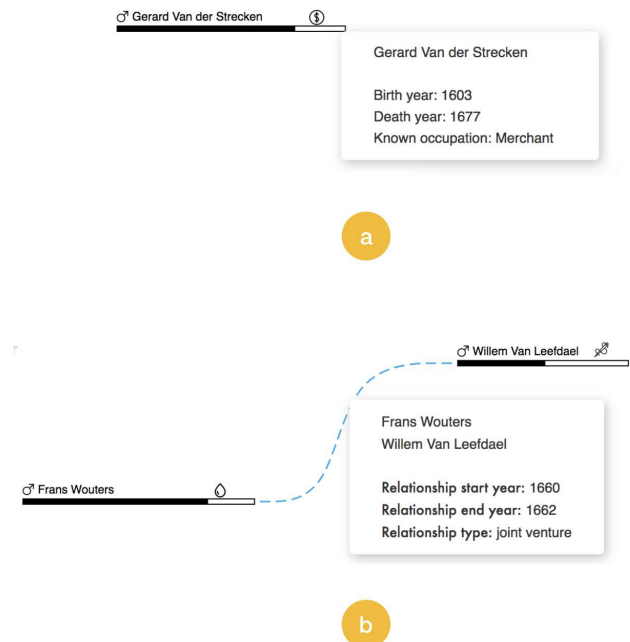 ♂ Gerard Van der Strecken $
Gerard Van der Strecken
Birth year: 1603
Death year: 1677
Known occupation: Merchant
a
♂ Willem Van Leefdael
Frans Wouters
Willem Van Leefdael
♂ Frans Wouters
Relationship start year: 1660
Relationship end year: 1662
Relationship type: joint venture
b